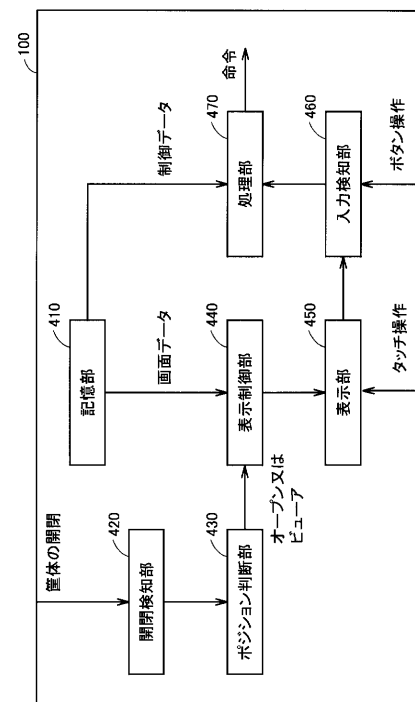 100
筐体の開閉
420
開閉検知部
430
ポジション判断部
オープン又は
ビューア
410
記憶部
画面データ
440
表示制御部
450
表示部
タッチ操作
制御データ
470
処理部
命令
460
入力検知部
ボタン操作